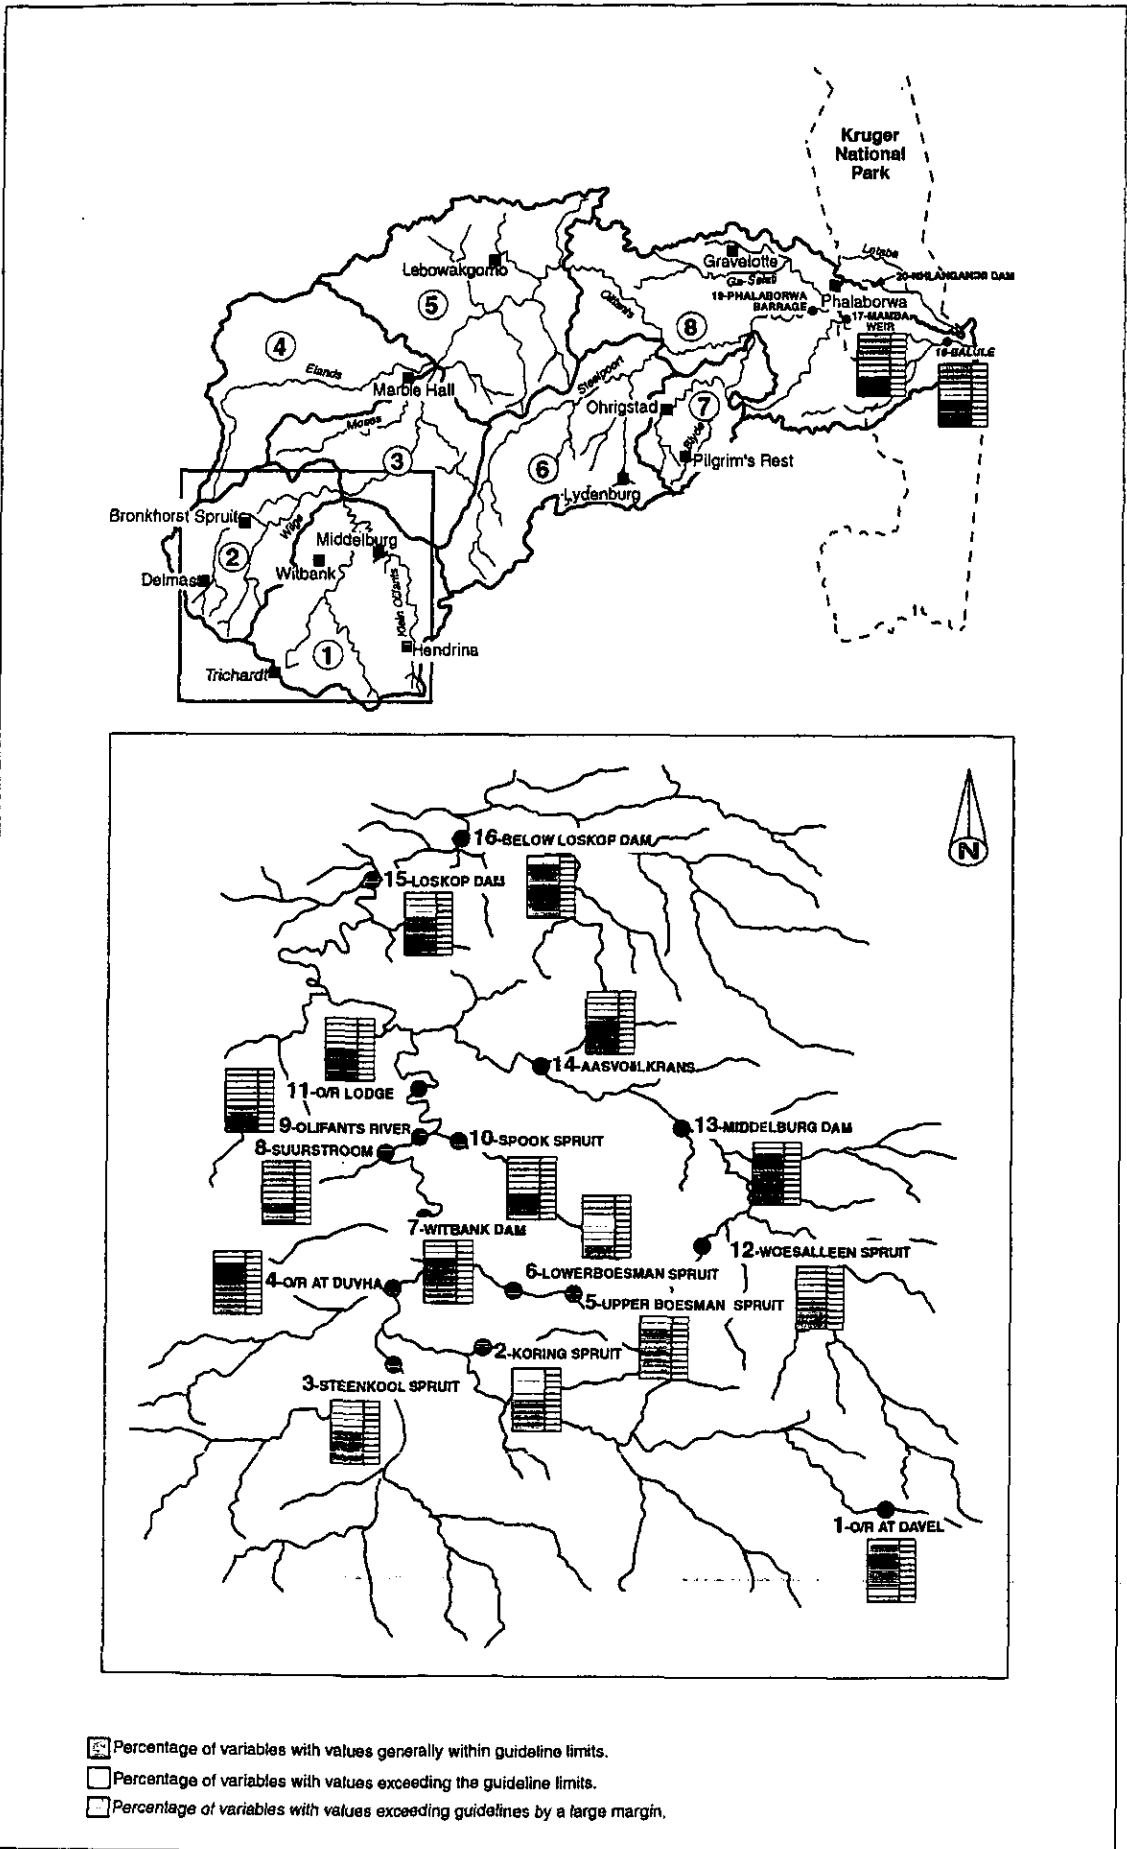 Kruger
National
Park
Letaba
Gravelotte
Ga-Selati
20-NHLANGANINI DAM
Lebowakgomo
5
Olifants
19-PHALABORWA
BARRAGE
Phalaborwa
17-MAMBA
WEIR
8
4
18-BALULE
Elands
Marble Hall
Steelpoort
Ohrigstad
7
Moses
Blyde
3
6
Pilgrim's Rest
Lydenburg
Bronkhorst Spruit
Wilge
Middelburg
2
Witbank
Delmas
Klein Olifants
1
Hendrina
Trichardt
16-BELOW LOSKOP DAM
N
15-LOSKOP DAM
14-AASVOELKRANS
11-O/R LODGE
9-OLIFANTS RIVER
13-MIDDELBURG DAM
10-SPOOK SPRUIT
8-SUURSTROOM
7-WITBANK DAM
12-WOESALLEEN SPRUIT
6-LOWERBOESMAN SPRUIT
4-O/R AT DUVHA
5-UPPER BOESMAN SPRUIT
2-KORING SPRUIT
3-STEENKOOL SPRUIT
1-O/R AT DAVEL
Percentage of variables with values generally within guideline limits.
Percentage of variables with values exceeding the guideline limits.
Percentage of variables with values exceeding guidelines by a large margin.